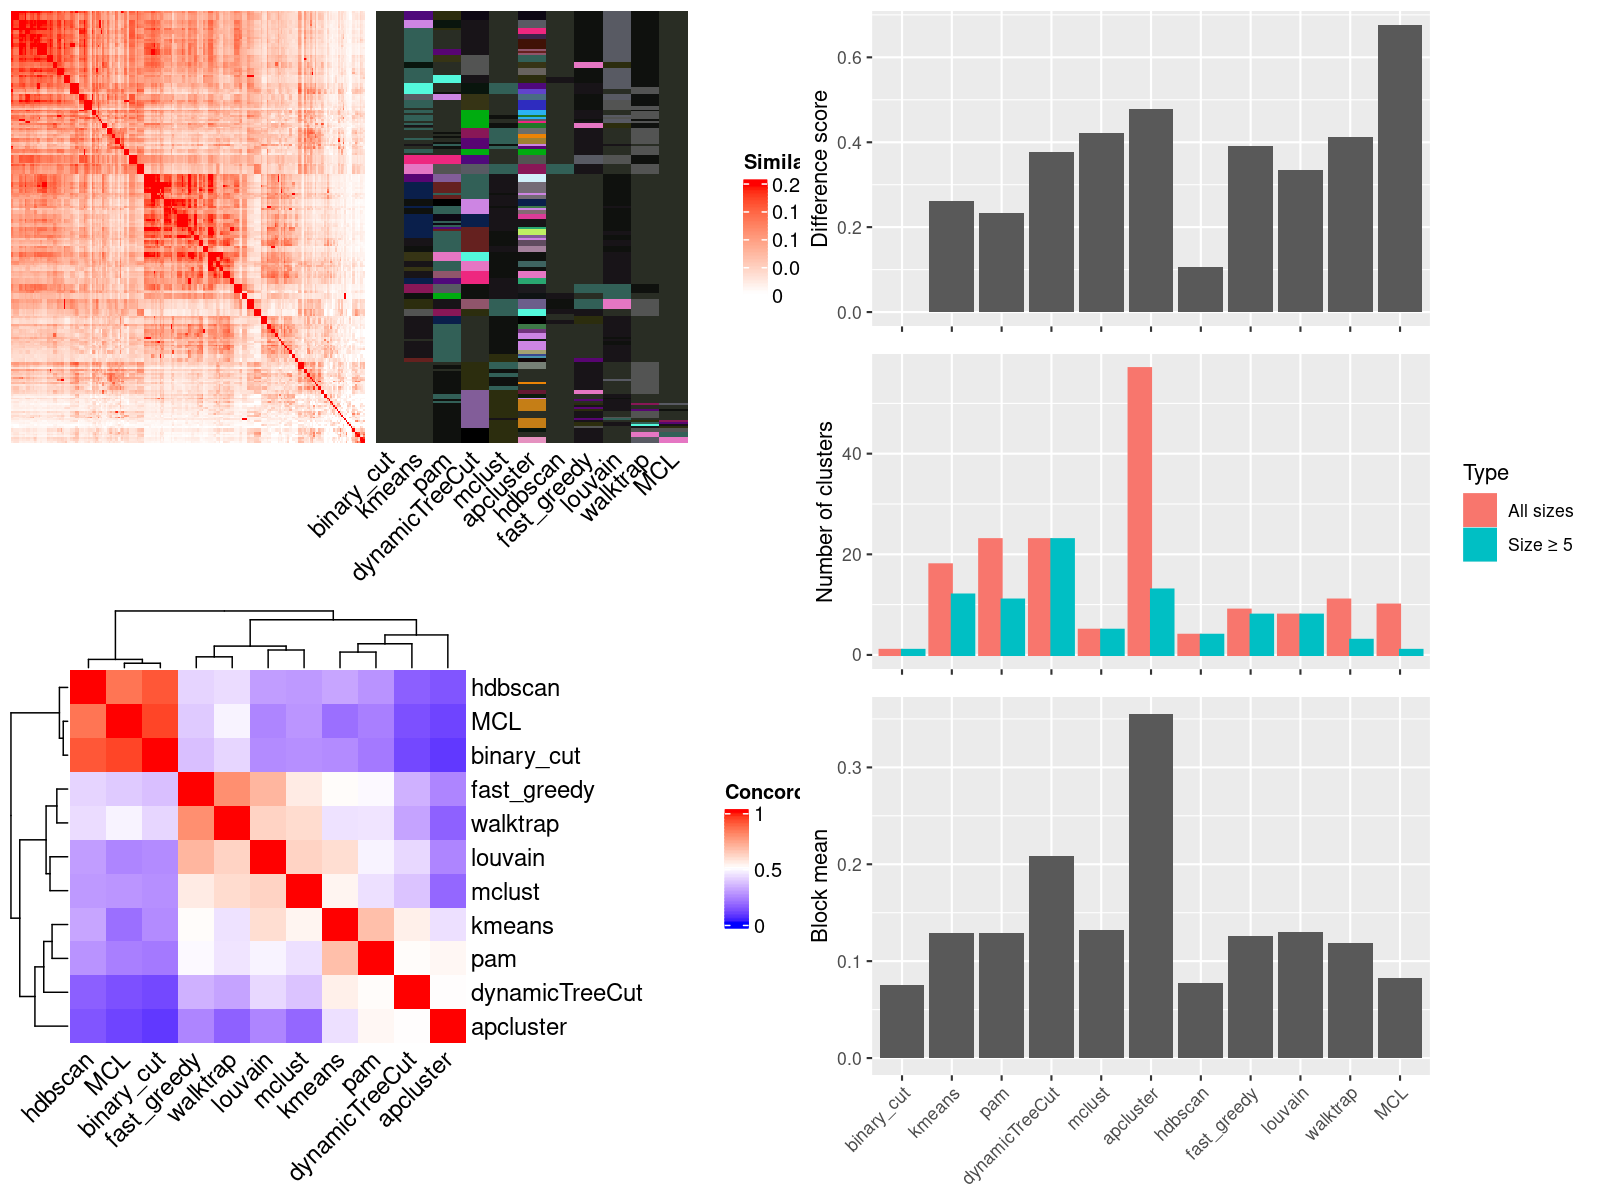 Simila
0.2
0.1
0.1
0.0
0
binary_cut
kmeans
pam
dynamicTreeCut
mclust
apcluster
hdbscan
fast_greedy
louvain
walktrap
MCL
hdbscan
MCL
binary_cut
fast_greedy
walktrap
louvain
mclust
kmeans
pam
dynamicTreeCut
apcluster
hdbscan
MCL
binary_cut
fast_greedy
walktrap
louvain
mclust
kmeans
pam
dynamicTreeCut
apcluster
Concord
1
0.5
0
Difference score
0.6
0.4
0.2
0.0
Number of clusters
40
20
0
Type
All sizes
Size ≥ 5
Block mean
0.3
0.2
0.1
0.0
binary_cut
kmeans
pam
dynamicTreeCut
mclust
apcluster
hdbscan
fast_greedy
louvain
walktrap
MCL